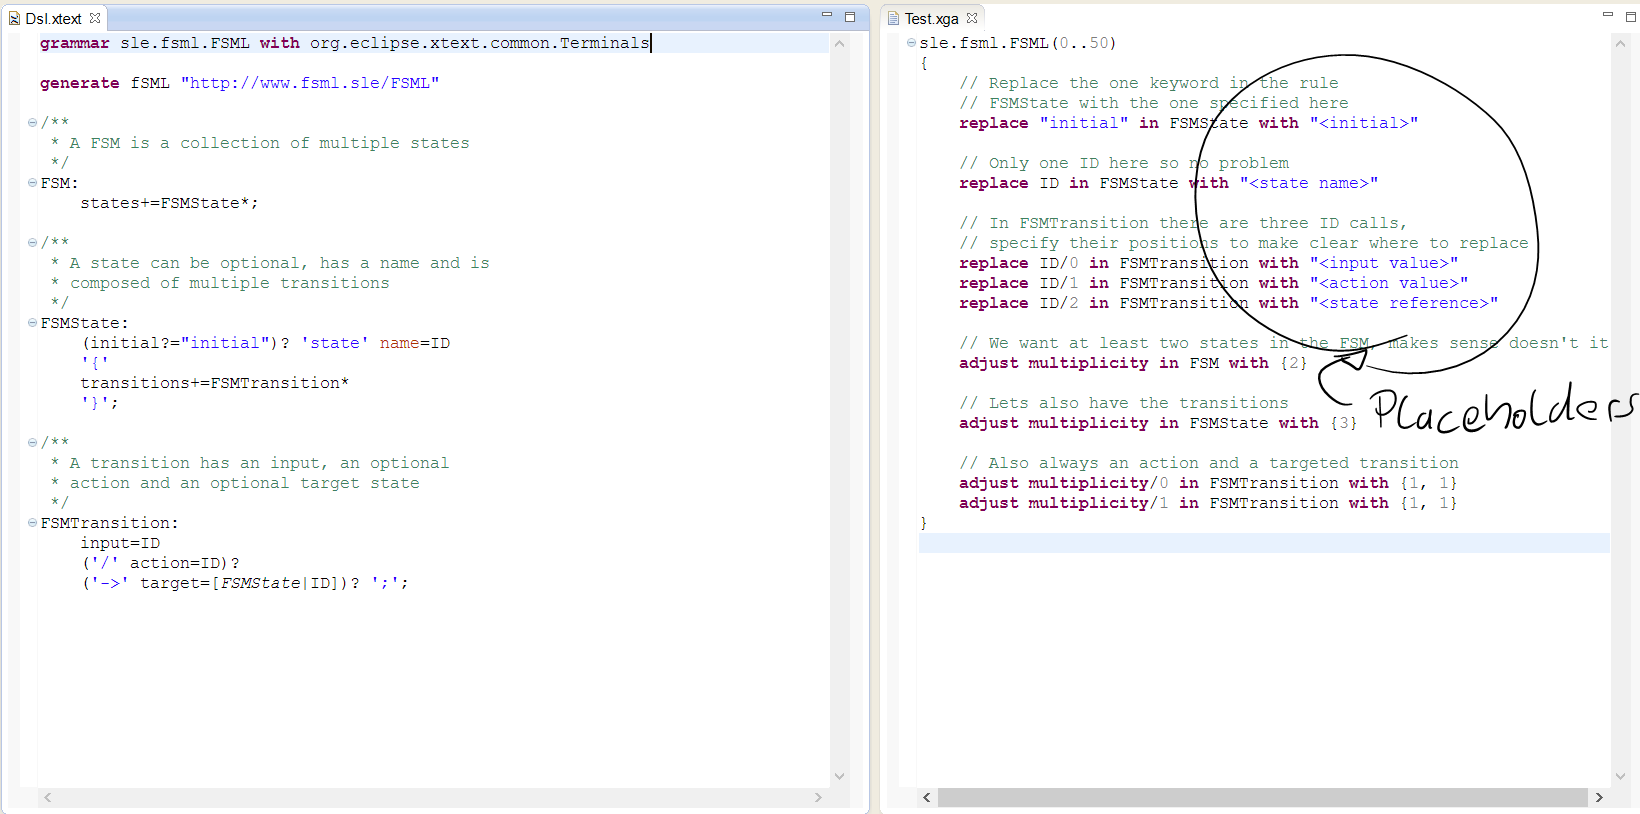 Dsl.xtext
grammar sle.fsml.FSML with org.eclipse.xtext.common.Terminals
generate fSML "http://www.fsml.sle/FSML"
/**
* A FSM is a collection of multiple states
*/
FSM:
states+=FSMState*;
/**
* A state can be optional, has a name and is
* composed of multiple transitions
*/
FSMState:
(initial?="initial")? 'state' name=ID
'{'
transitions+=FSMTransition*
'}';
/**
* A transition has an input, an optional
* action and an optional target state
*/
FSMTransition:
input=ID
('/' action=ID)?
('->' target=[FSMState|ID])? ';';
Test.xga
sle.fsml.FSML(0..50)
{
// Replace the one keyword in the rule
// FSMState with the one specified here
replace "initial" in FSMState with "<initial>"
// Only one ID here so no problem
replace ID in FSMState with "<state name>"
// In FSMTransition there are three ID calls,
// specify their positions to make clear where to replace
replace ID/0 in FSMTransition with "<input value>"
replace ID/1 in FSMTransition with "<action value>"
replace ID/2 in FSMTransition with "<state reference>"
// We want at least two states in the FSM, makes sense doesn't it
adjust multiplicity in FSM with {2}
// Lets also have the transitions
adjust multiplicity in FSMState with {3}
Placeholders
// Also always an action and a targeted transition
adjust multiplicity/0 in FSMTransition with {1, 1}
adjust multiplicity/1 in FSMTransition with {1, 1}
}